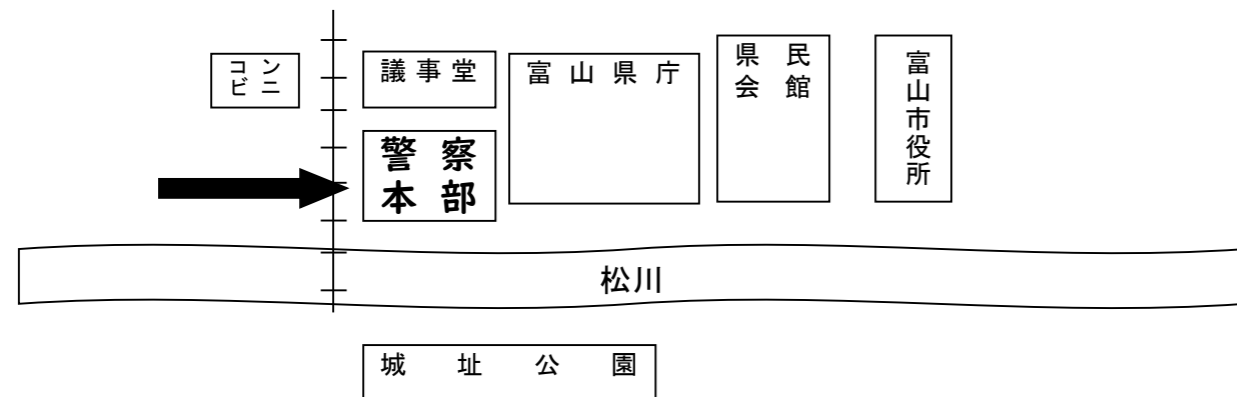 コンビニ
議事堂
富山県庁
県民会館
富山市役所
警察
本部
松川
城址公園